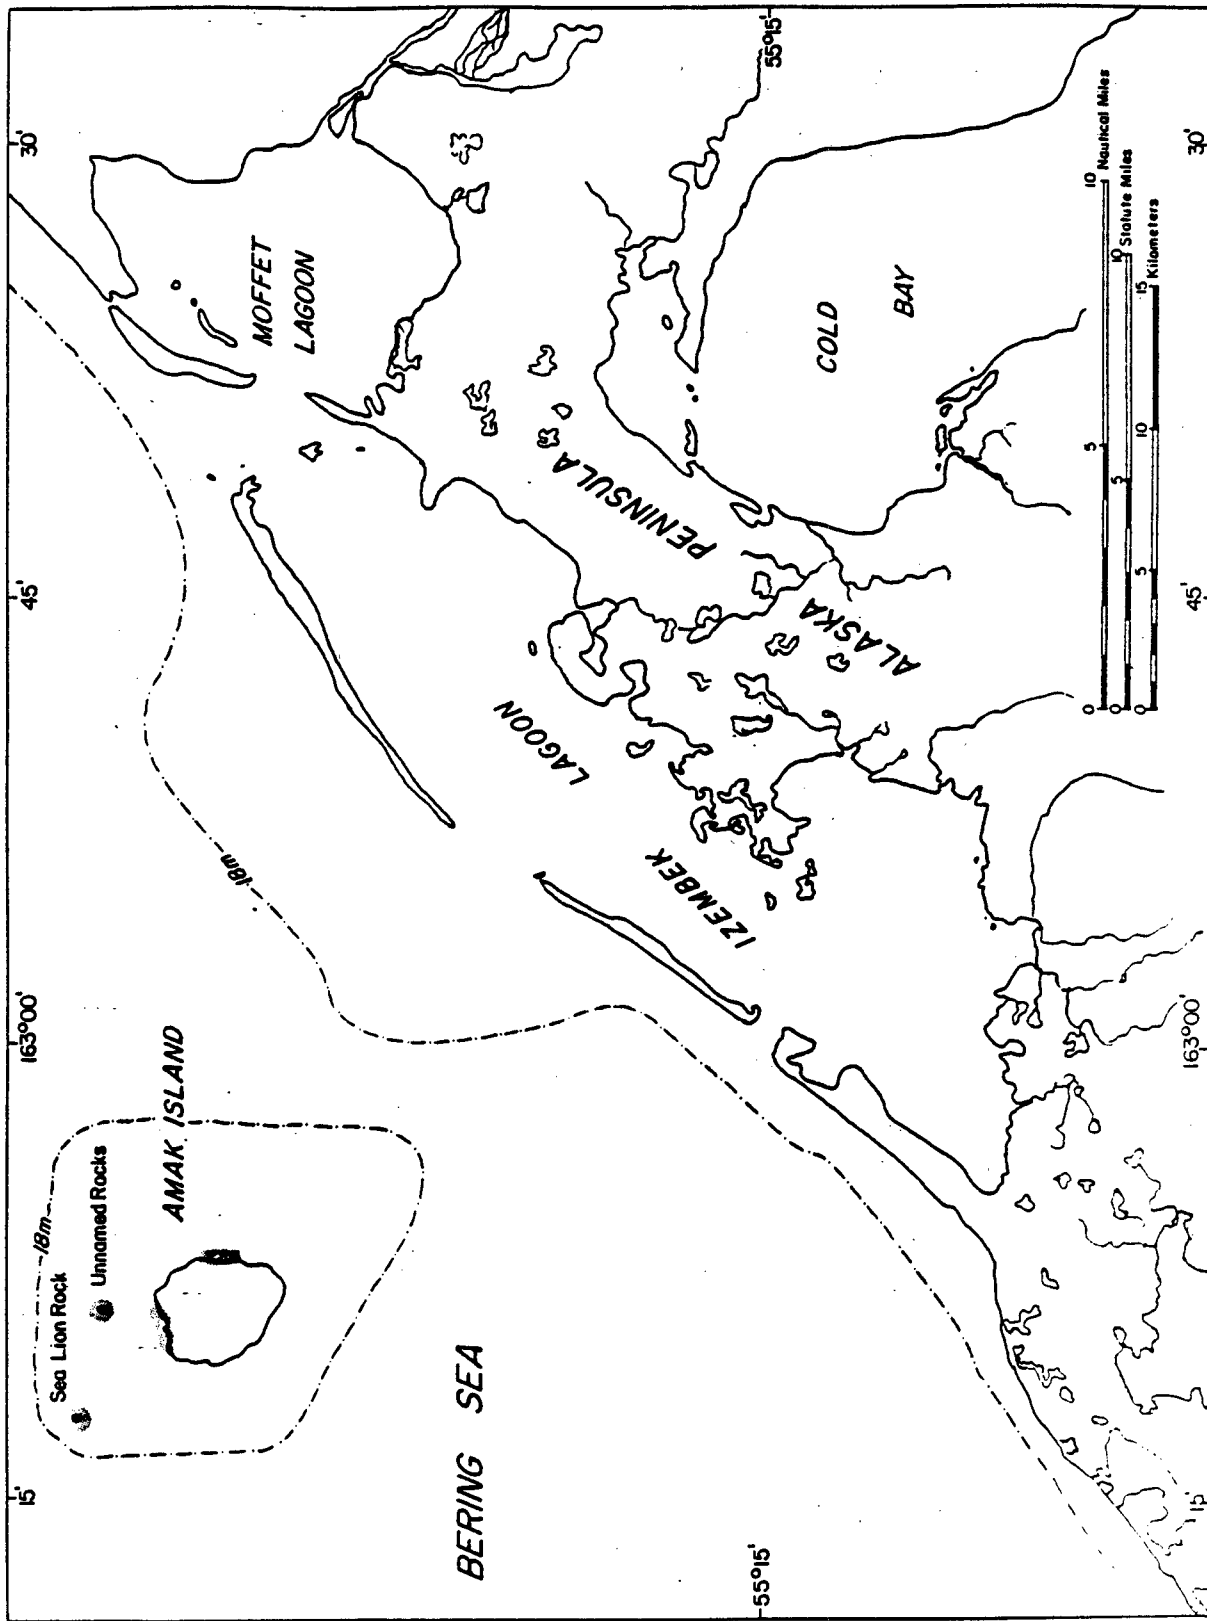 15'
163°00'
45'
30'
Sea Lion Rock
18m
Unnamed Rocks
AMAK ISLAND
18m
MOFFET
LAGOON
BERING SEA
IZEMBEK
LAGOON
ALASKA
PENINSULA
COLD
BAY
55°15'
55°15'
0
5
10 Nautical Miles
0
5
10 Statute Miles
0
5
10
15 Kilometers
15'
163°00'
45'
30'